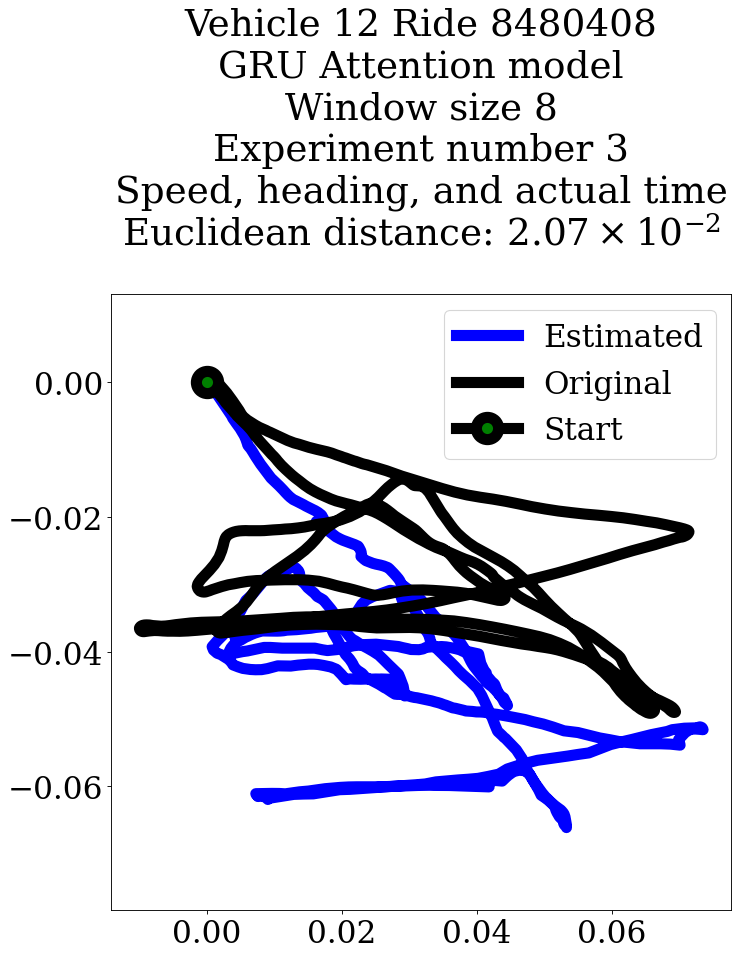 Vehicle 12 Ride 8480408
GRU Attention model
Window size 8
Experiment number 3
Speed, heading, and actual time
Euclidean distance: 2.07 × 10⁻²
Estimated
Original
Start
0.00
−0.02
−0.04
−0.06
0.00 0.02 0.04 0.06